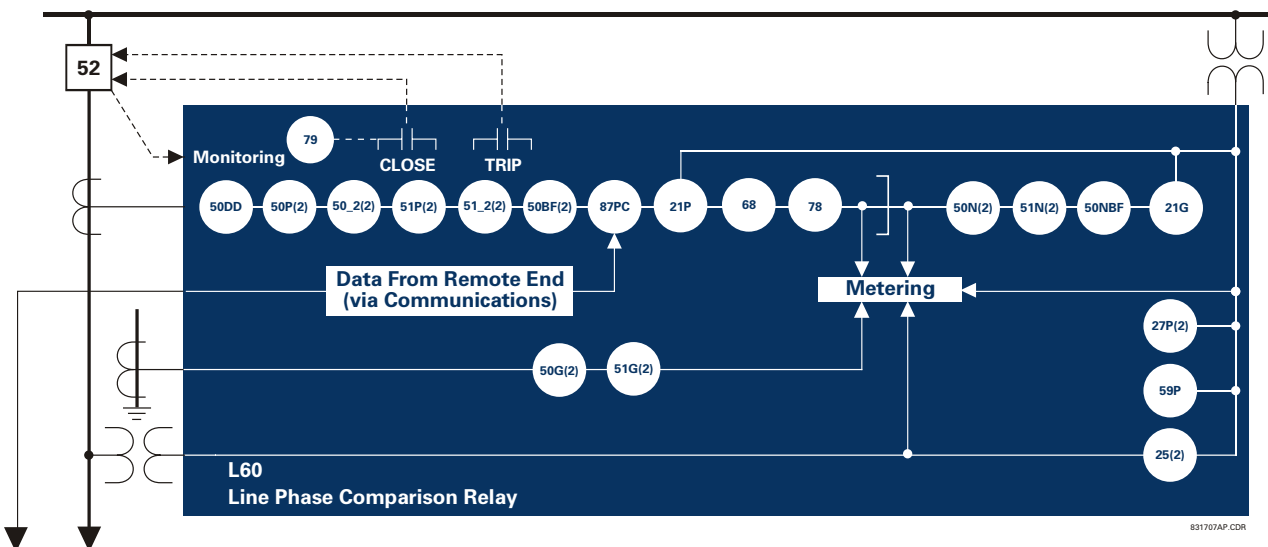 52
79
Monitoring
CLOSE
TRIP
50DD
50P(2)
50_2(2)
51P(2)
51_2(2)
50BF(2)
87PC
21P
68
78
50N(2)
51N(2)
50NBF
21G
Data From Remote End
(via Communications)
Metering
27P(2)
50G(2)
51G(2)
59P
25(2)
L60
Line Phase Comparison Relay
831707AP.CDR